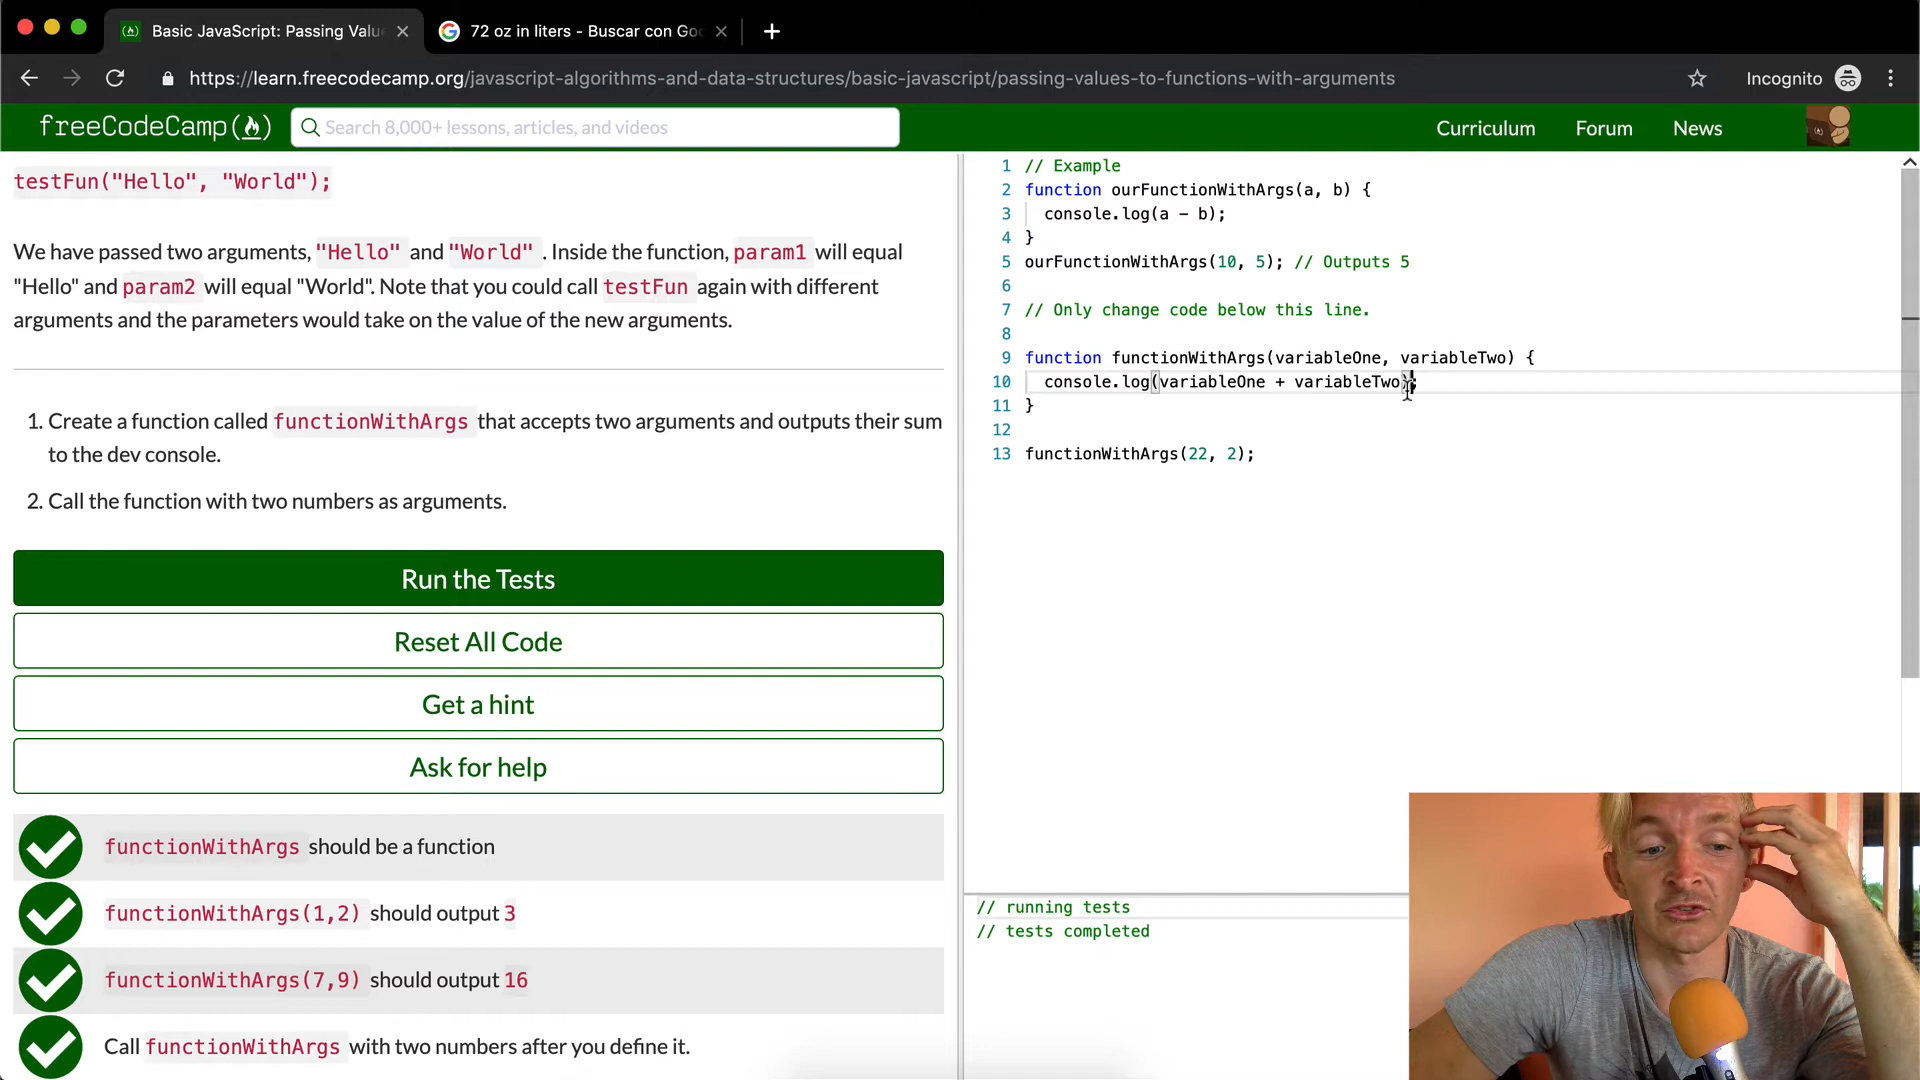 Basic JavaScript: Passing Valu
72 oz in liters - Buscar con Goo
https://learn.freecodecamp.org/javascript-algorithms-and-data-structures/basic-javascript/passing-values-to-functions-with-arguments
Incognito
freeCodeCamp
Search 8,000+ lessons, articles, and videos
Curriculum
Forum
News
testFun("Hello", "World");
We have passed two arguments, "Hello" and "World" . Inside the function, param1 will equal
"Hello" and param2 will equal "World". Note that you could call testFun again with different
arguments and the parameters would take on the value of the new arguments.
1. Create a function called functionWithArgs that accepts two arguments and outputs their sum
to the dev console.
2. Call the function with two numbers as arguments.
Run the Tests
Reset All Code
Get a hint
Ask for help
functionWithArgs should be a function
functionWithArgs(1,2) should output 3
functionWithArgs(7,9) should output 16
Call functionWithArgs with two numbers after you define it.
1 // Example
2 function ourFunctionWithArgs(a, b) {
3 console.log(a - b);
4 }
5 ourFunctionWithArgs(10, 5); // Outputs 5
6
7 // Only change code below this line.
8
9 function functionWithArgs(variableOne, variableTwo) {
10 console.log(variableOne + variableTwo);
11 }
12
13 functionWithArgs(22, 2);
// running tests
// tests completed